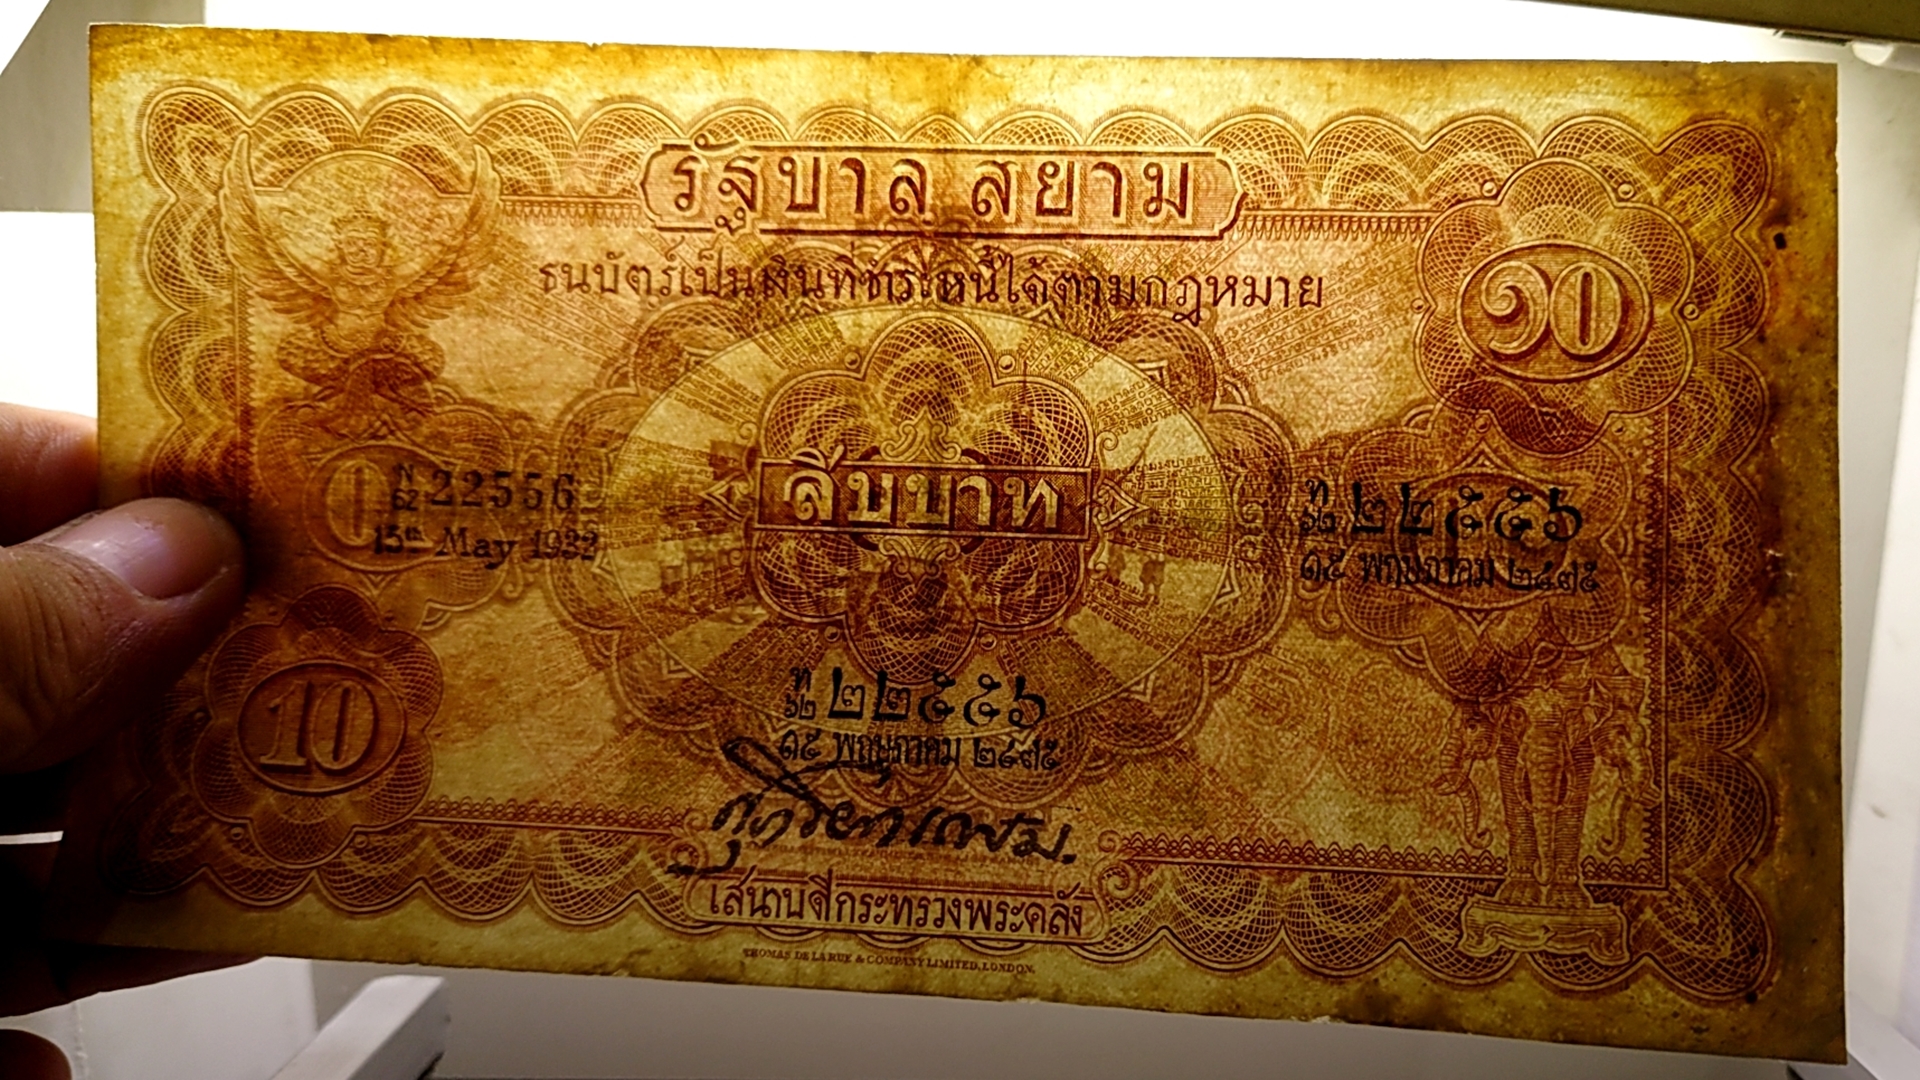 รัฐบาล สยาม
๑๐
ธนบัตร์เป็นเงินที่ชำระหนี้ได้ตามกฎหมาย
สิบบาท
N/62 22556
15th May 1932
ท/๖๒ ๒๒๕๕๖
๑๕ พฤษภาคม ๒๔๗๕
ท/๖๒ ๒๒๕๕๖
๑๕ พฤษภาคม ๒๔๗๕
10
เสนาบดีกระทรวงพระคลัง
THOMAS DE LA RUE & COMPANY LIMITED, LONDON.